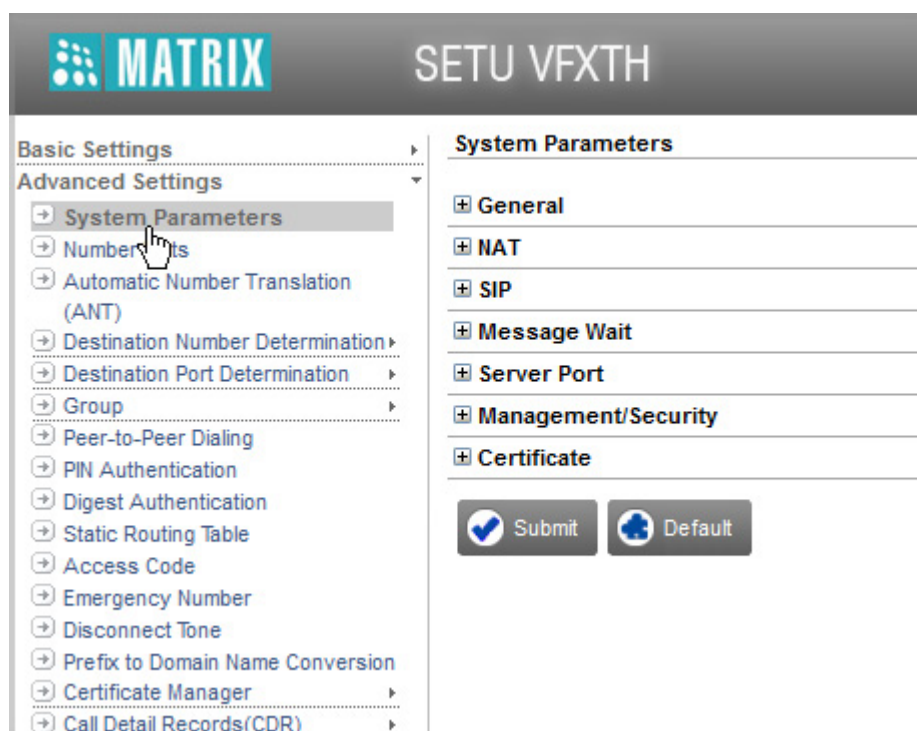 MATRIX
SETU VFXTH
Basic Settings
Advanced Settings
System Parameters
Number
Automatic Number Translation
(ANT)
Destination Number Determination
Destination Port Determination
Group
Peer-to-Peer Dialing
PIN Authentication
Digest Authentication
Static Routing Table
Access Code
Emergency Number
Disconnect Tone
Prefix to Domain Name Conversion
Certificate Manager
Call Detail Records(CDR)
System Parameters
General
NAT
SIP
Message Wait
Server Port
Management/Security
Certificate
Submit
Default